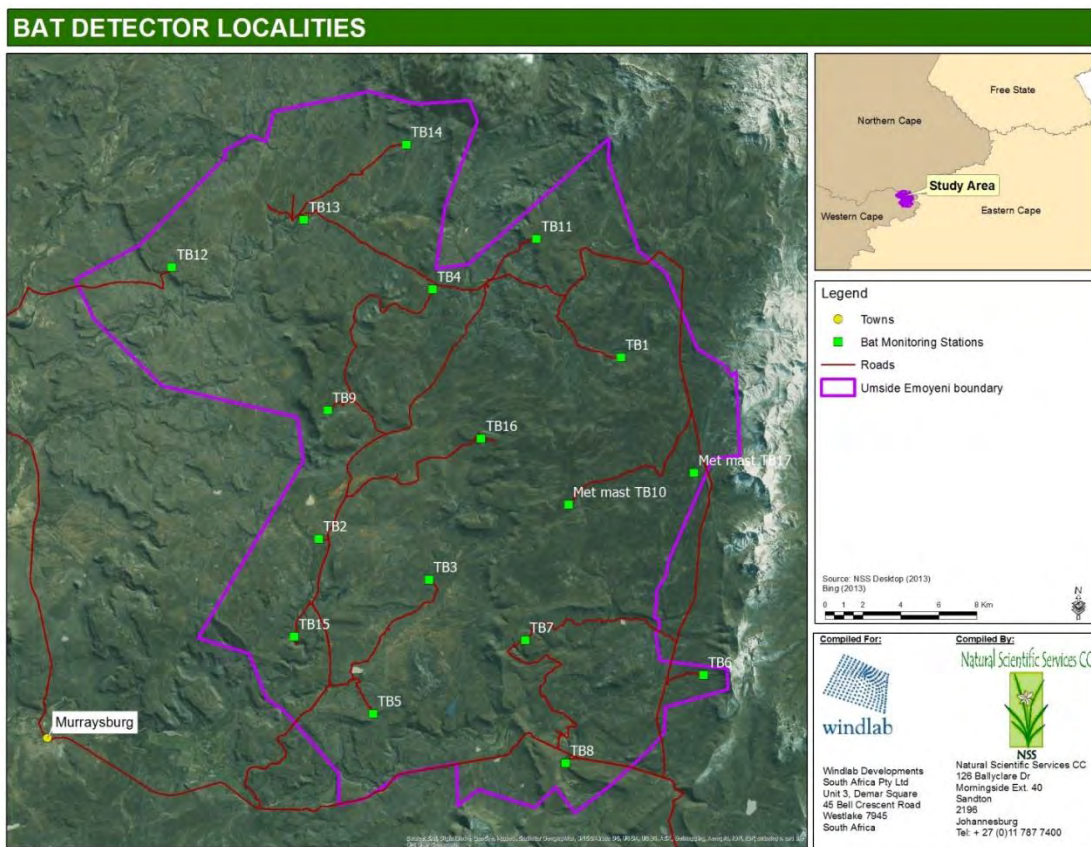 BAT DETECTOR LOCALITIES
TB14
TB13
TB11
TB12
TB4
TB1
TB9
TB16
Met mast TB17
Met mast TB10
TB2
TB3
TB15
TB7
TB6
TB5
Murraysburg
TB8
Free State
Northern Cape
Study Area
Western Cape
Eastern Cape
Legend
Towns
Bat Monitoring Stations
Roads
Umside Emoyeni boundary
Source: NSS Desktop (2013)
Bing (2013)
0 1 2 4 6 8 Km
N
Compiled For:
windlab
Windlab Developments
South Africa Pty Ltd
Unit 3, Demar Square
45 Bell Crescent Road
Westlake 7945
South Africa
Compiled By:
Natural Scientific Services CC
NSS
Natural Scientific Services CC
126 Ballyclare Dr
Morningside Ext. 40
Sandton
2196
Johannesburg
Tel: + 27 (0)11 787 7400